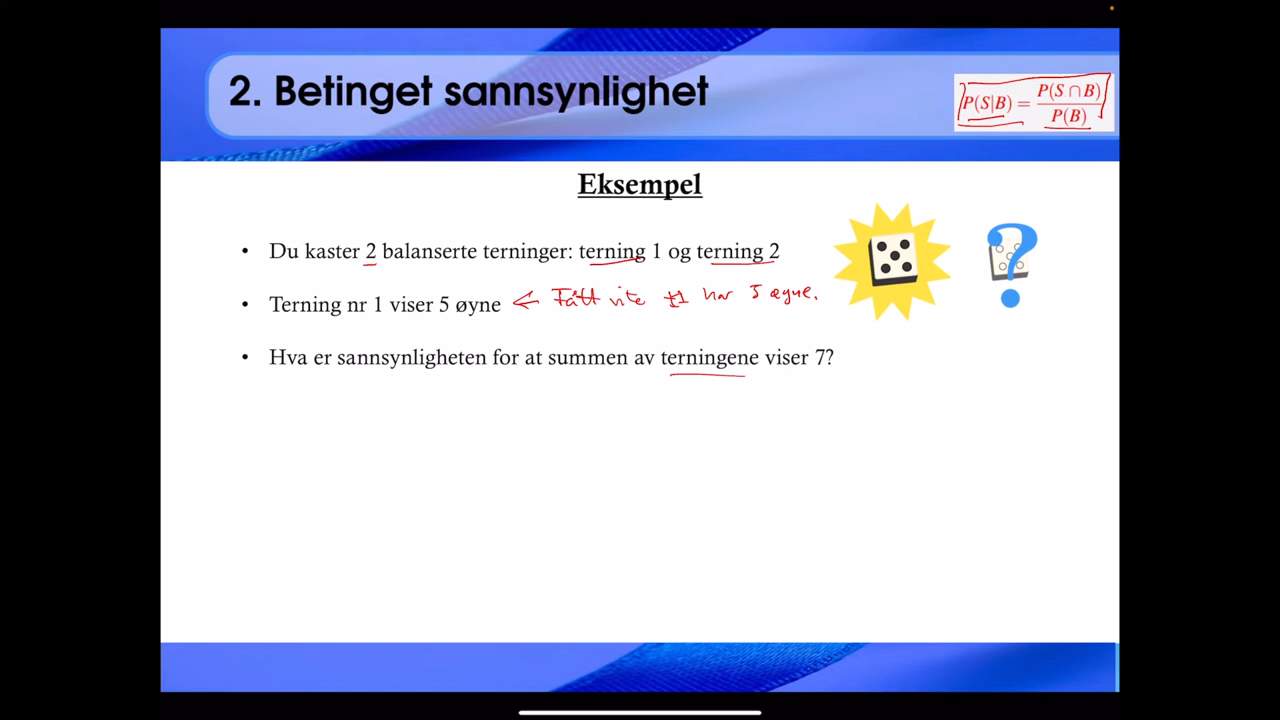 2. Betinget sannsynlighet
P(S|B) = P(S ∩ B) / P(B)
Eksempel
• Du kaster 2 balanserte terninger: terning 1 og terning 2
• Terning nr 1 viser 5 øyne ← Fått vite t1 har 5 øyne.
• Hva er sannsynligheten for at summen av terningene viser 7?
?